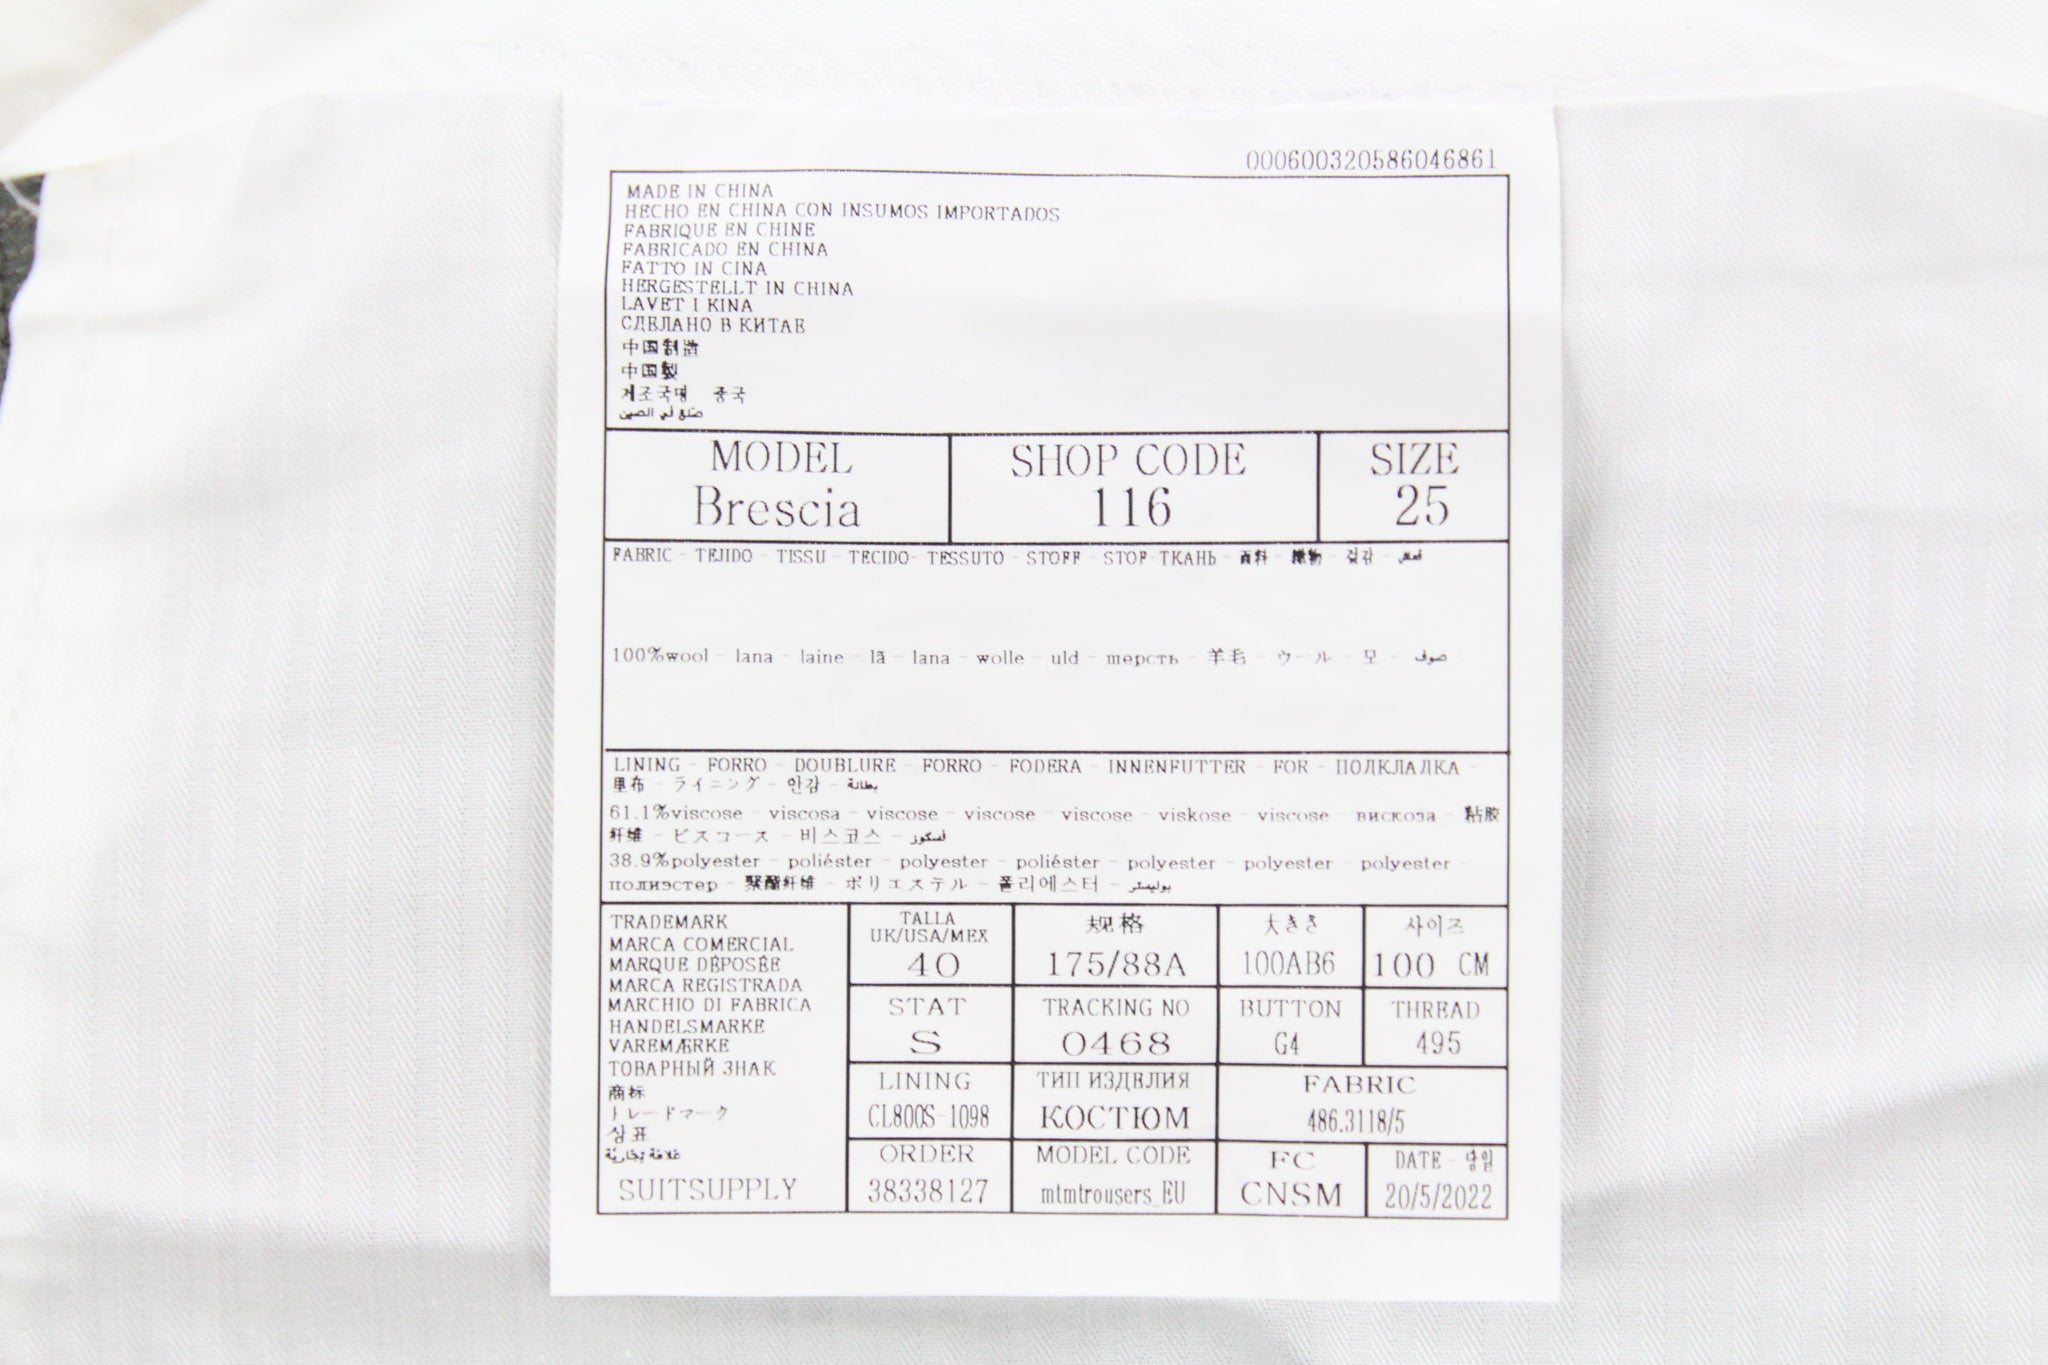 000600320586046861
MADE IN CHINA
HECHO EN CHINA CON INSUMOS IMPORTADOS
FABRIQUE EN CHINE
FABRICADO EN CHINA
FATTO IN CINA
HERGESTELLT IN CHINA
LAVET I KINA
СДЕЛАНО В КИТАЕ
中国制造
中国製
제조국명 중국
صنع في الصين
MODEL SHOP CODE SIZE
Brescia 116 25
FABRIC - TEJIDO - TISSU - TECIDO- TESSUTO - STOFF - STOF-ТКАНЬ - 面料 - 織物 - 겉감 - قماش
100%wool - lana - laine - lã - lana - wolle - uld - шерсть - 羊毛 - ウール - 모 - صوف
LINING - FORRO - DOUBLURE - FORRO - FODERA - INNENFUTTER - FOR - ПОДКЛАДКА -
里布 - ライニング - 안감 - بطانة
61.1%viscose - viscosa - viscose - viscose - viscose - viskose - viscose - вискоза - 粘胶
纤维 - ビスコース - 비스코스 - فسكوز
38.9%polyester - poliéster - polyester - poliéster - polyester - polyester - polyester -
полиэстер - 聚酯纤维 - ポリエステル - 폴리에스터 - بوليستر
TRADEMARK
MARCA COMERCIAL
MARQUE DÉPOSÉE
MARCA REGISTRADA
MARCHIO DI FABRICA
HANDELSMARKE
VAREMÆRKE
ТОВАРНЫЙ ЗНАК
商标
トレードマーク
상표
علامة تجارية
SUITSUPPLY
TALLA 规格 大きさ 사이즈
UK/USA/MEX
40 175/88A 100AB6 100 CM
STAT TRACKING NO BUTTON THREAD
S 0468 G4 495
LINING ТИП ИЗДЕЛИЯ FABRIC
CL800S-1098 КОСТЮМ 486.3118/5
ORDER MODEL CODE FC DATE -
38338127 mtmtrousers_EU CNSM 20/5/2022